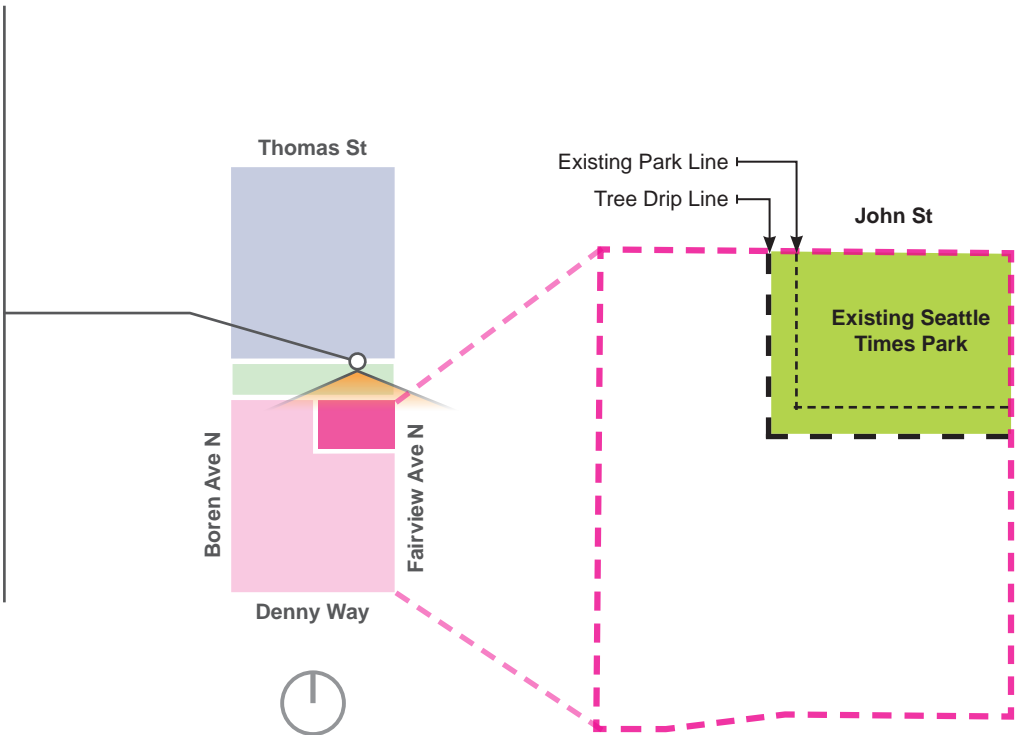 Thomas St
Existing Park Line
Tree Drip Line
John St
Existing Seattle
Times Park
Boren Ave N
Fairview Ave N
Denny Way